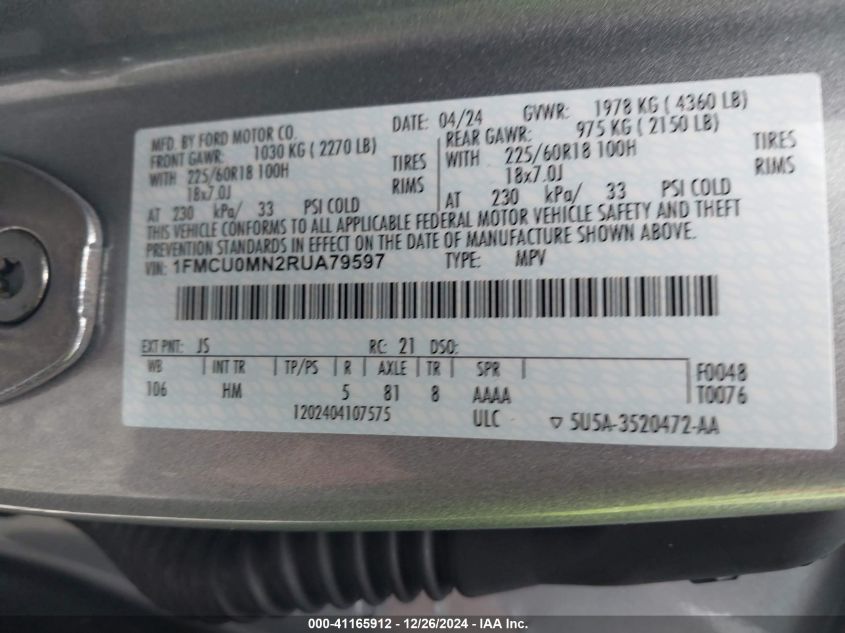 MFD. BY FORD MOTOR CO.
DATE: 04/24 GVWR: 1978 KG ( 4360 LB)
FRONT GAWR: 1030 KG ( 2270 LB)
REAR GAWR: 975 KG ( 2150 LB)
WITH 225/60R18 100H TIRES
WITH 225/60R18 100H TIRES
18x7.0J RIMS
18x7.0J RIMS
AT 230 kPa/ 33 PSI COLD
AT 230 kPa/ 33 PSI COLD
THIS VEHICLE CONFORMS TO ALL APPLICABLE FEDERAL MOTOR VEHICLE SAFETY AND THEFT
PREVENTION STANDARDS IN EFFECT ON THE DATE OF MANUFACTURE SHOWN ABOVE.
VIN: 1FMCU0MN2RUA79597 TYPE: MPV
EXT PNT: JS RC: 21 DSO:
WB | INT TR | TP/PS | R | AXLE | TR | SPR
106 HM 5 81 8 AAAA
F0048
T0076
1202404107575 ULC ▽ 5U5A-3520472-AA
000-41165912 - 12/26/2024 - IAA Inc.